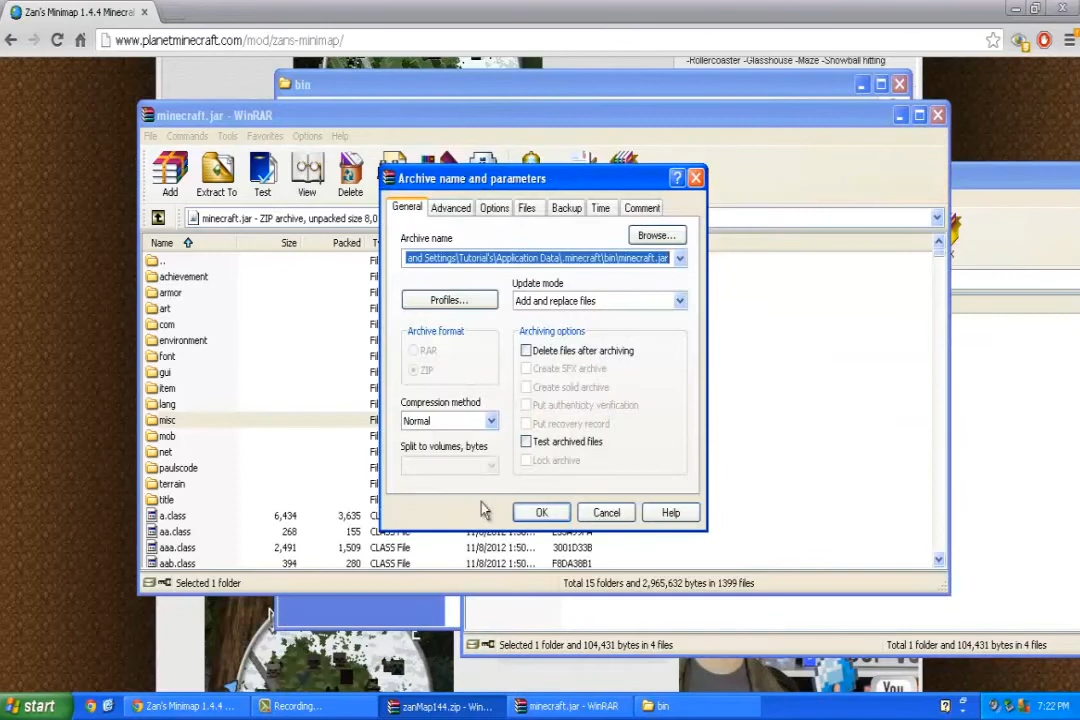 Zan's Minimap 1.4.4 Minecra
www.planetminecraft.com/mod/zans-minimap/
-Rollercoaster -Glasshouse -Maze -Snowball hitting
bin
minecraft.jar - WinRAR
File Commands Tools Favorites Options Help
Add Extract To Test View Delete
minecraft.jar - ZIP archive, unpacked size 8,0
Name Size Packed
..
achievement
armor
art
com
environment
font
gui
item
lang
misc
mob
net
paulscode
terrain
title
a.class 6,434 3,635
aa.class 268 155 CLASS File
aaa.class 2,491 1,509 CLASS File 11/8/2012 1:50... 3001D33B
aab.class 394 280 CLASS File 11/8/2012 1:50... F8DA38B1
Selected 1 folder Total 15 folders and 2,965,632 bytes in 1399 files
Archive name and parameters
General Advanced Options Files Backup Time Comment
Archive name
Browse...
and Settings\Tutorial's\Application Data\.minecraft\bin\minecraft.jar
Update mode
Profiles... Add and replace files
Archive format
RAR
ZIP
Archiving options
Delete files after archiving
Create SFX archive
Create solid archive
Put authenticity verification
Put recovery record
Test archived files
Lock archive
Compression method
Normal
Split to volumes, bytes
OK Cancel Help
Selected 1 folder and 104,431 bytes in 4 files Total 1 folder and 104,431 bytes in 4 files
You
start Zan's Minimap 1.4.4 ... Recording... zanMap144.zip - Win... minecraft.jar - WinRAR bin 7:22 PM